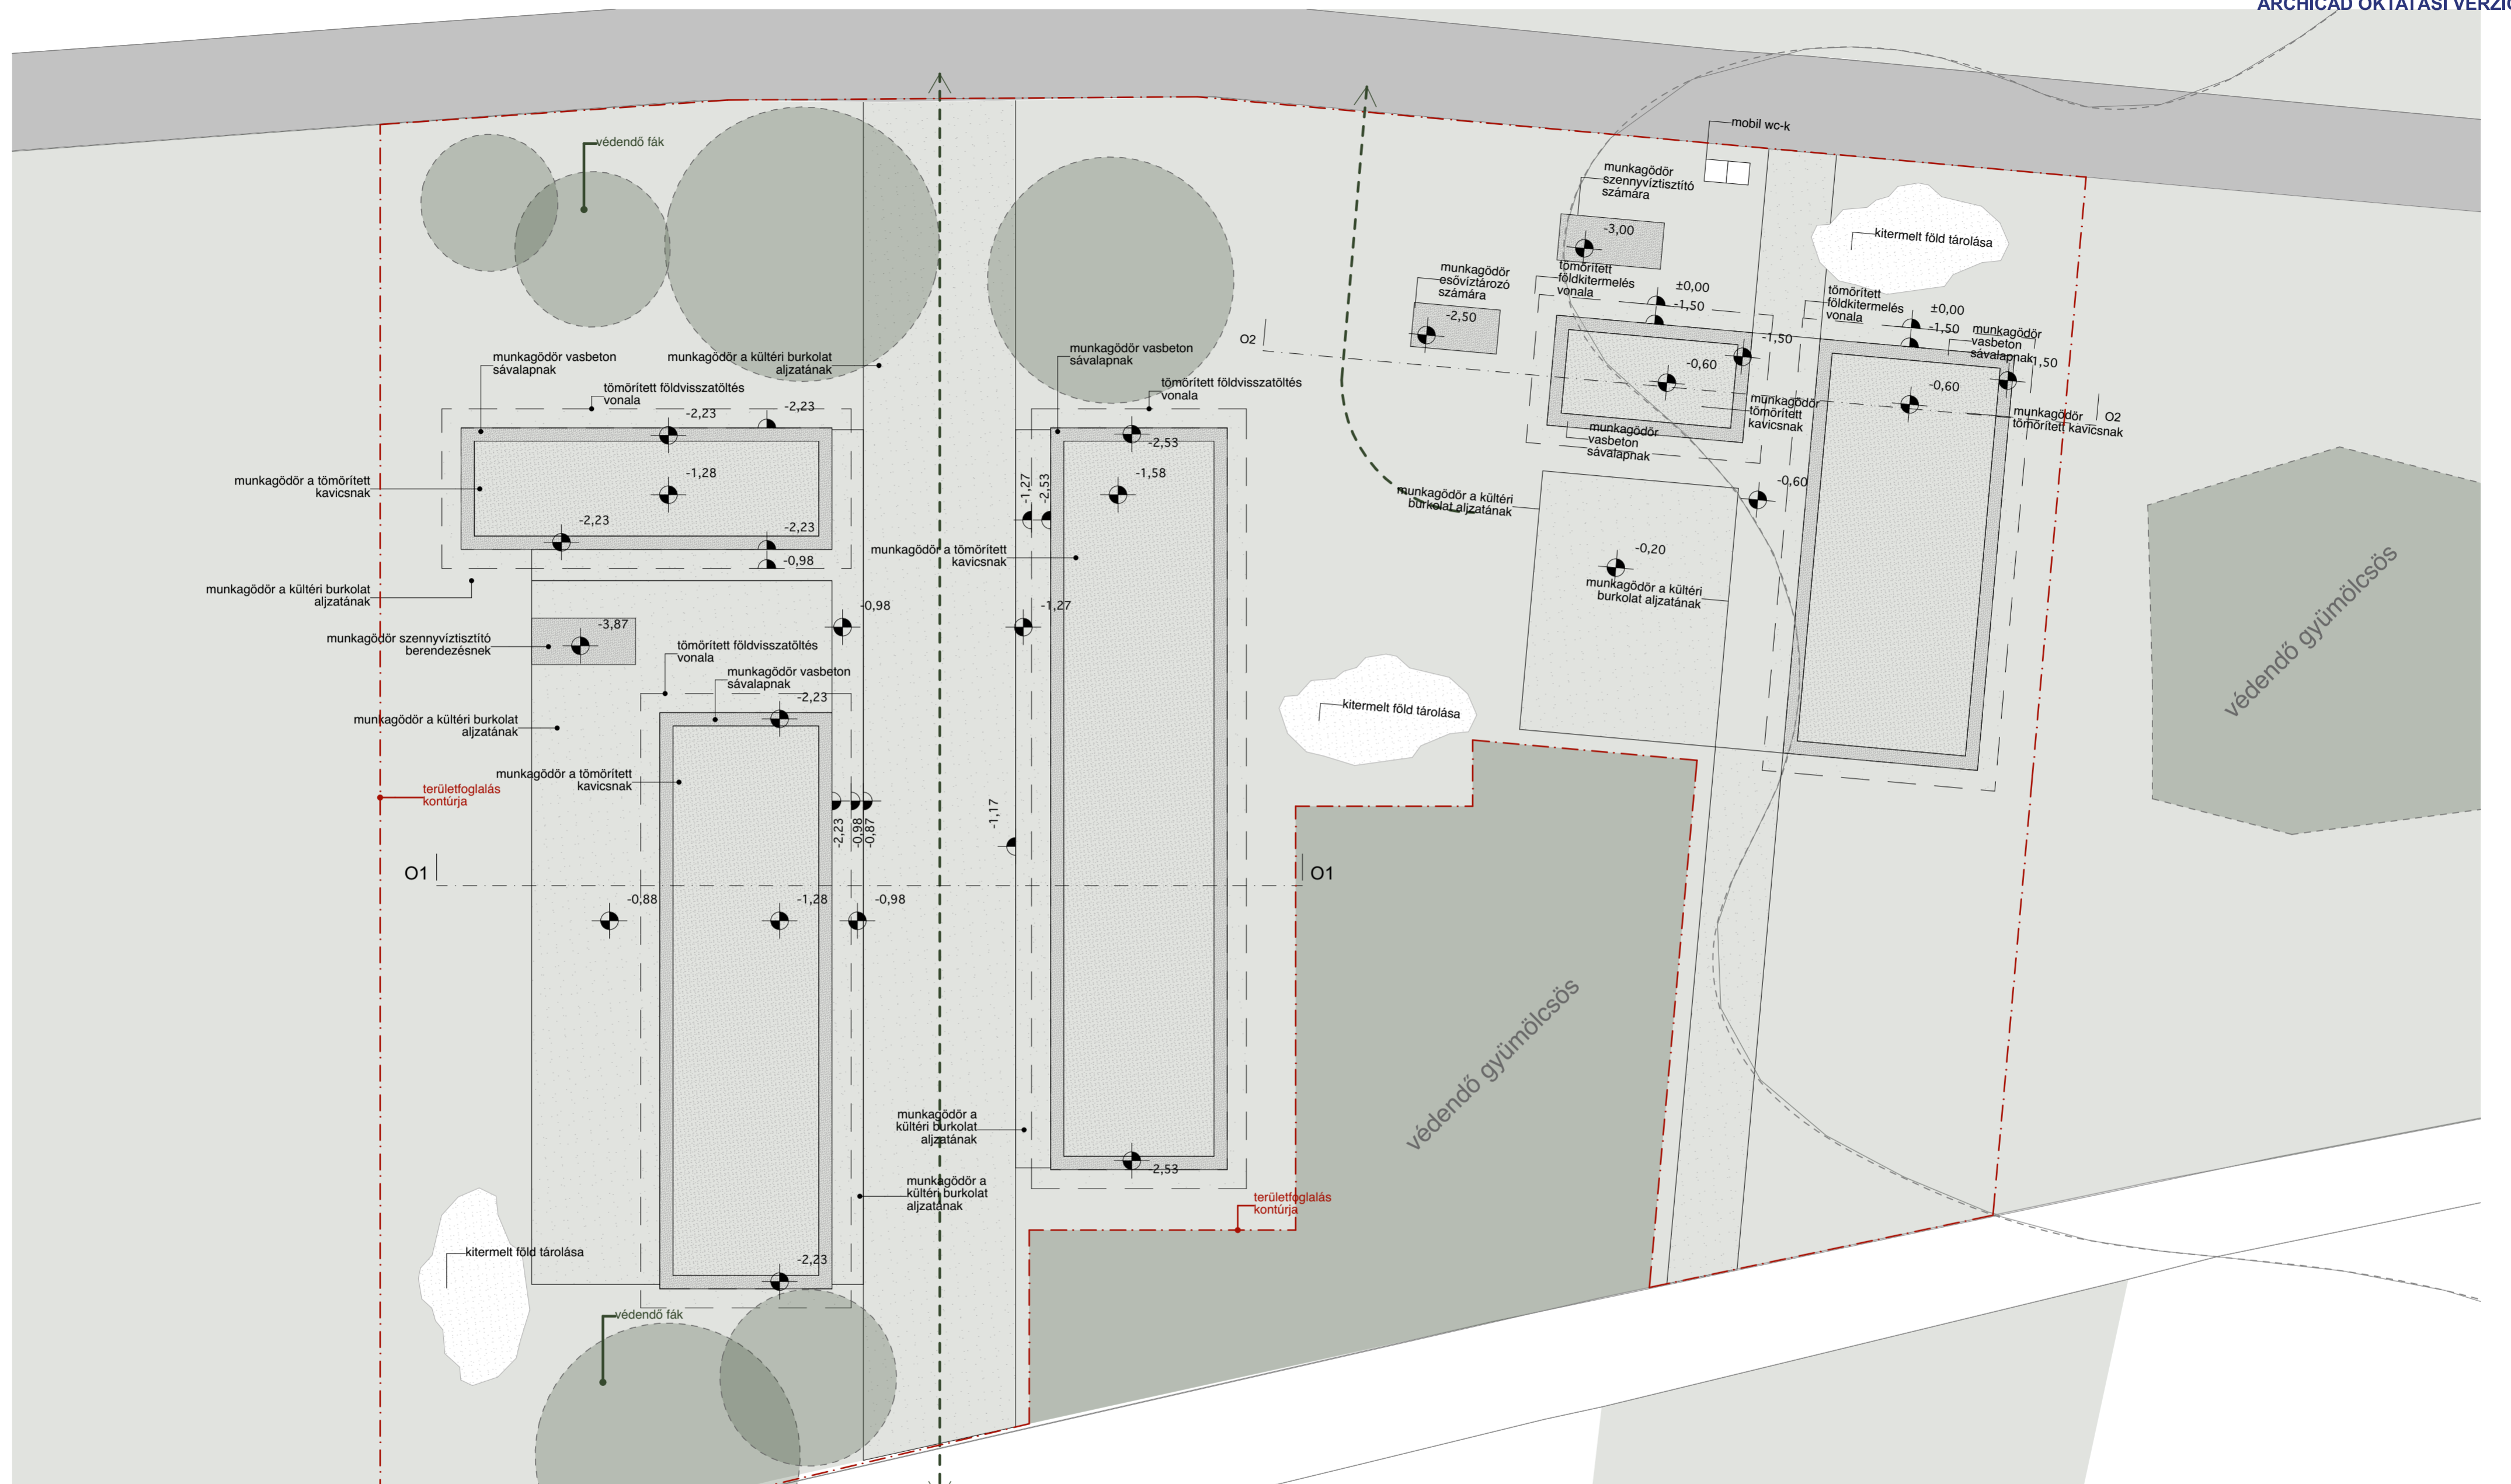 ARCHICAD OKTATÁSI VERZIÓ
mobil wc-k
védendő fák
munkagödör
szennyvíztisztító
számára
-3,00
kitermelt föld tárolása
munkagödör
esővíztározó
számára
-2,50
tömörített
földkitermelés
vonala
±0,00
-1,50
tömörített
földkitermelés
vonala
±0,00
-1,50
munkagödör
vasbeton
sávalapnak
-1,50
-1,50
O2
-0,60
-0,60
munkagödör
tömörített
kavicsnak
munkagödör
tömörített kavicsnak
O2
munkagödör
vasbeton
sávalapnak
munkagödör vasbeton
sávalapnak
munkagödör a kültéri burkolat
aljzatának
tömörített földvisszatöltés
vonala
-2,23
-2,23
munkagödör vasbeton
sávalapnak
tömörített földvisszatöltés
vonala
-2,53
-1,58
-1,27
-2,53
munkagödör a tömörített
kavicsnak
-1,28
-2,23
-2,23
-0,98
munkagödör a tömörített
kavicsnak
munkagödör a kültéri
burkolat aljzatának
-0,60
-0,20
munkagödör a kültéri
burkolat aljzatának
védendő gyümölcsös
munkagödör a kültéri burkolat
aljzatának
-0,98
-1,27
munkagödör szennyvíztisztító
berendezésnek
-3,87
tömörített földvisszatöltés
vonala
munkagödör vasbeton
sávalapnak
-2,23
munkagödör a kültéri burkolat
aljzatának
kitermelt föld tárolása
munkagödör a tömörített
kavicsnak
területfoglalás
kontúrja
-2,23
-0,98
-0,87
-1,17
O1
O1
-0,88
-1,28
-0,98
védendő gyümölcsös
munkagödör a
kültéri burkolat
aljzatának
-2,53
munkagödör a
kültéri burkolat
aljzatának
területfoglalás
kontúrja
kitermelt föld tárolása
-2,23
védendő fák